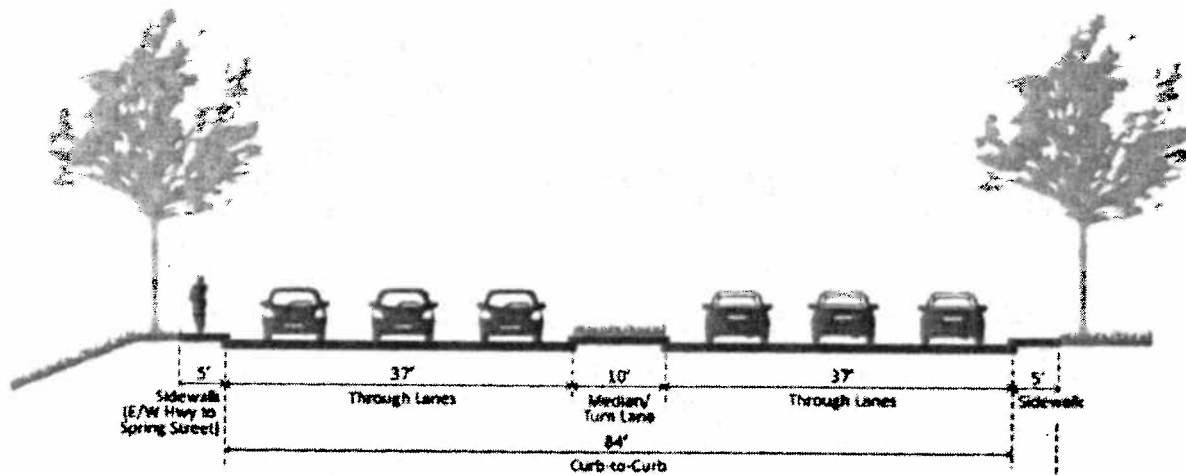 5' 37' 10' 37' 5'
Sidewalk
(E/W Hwy to
Spring Street)
Through Lanes
Median/
Turn Lane
Through Lanes
Sidewalk
84'
Curb-to-Curb